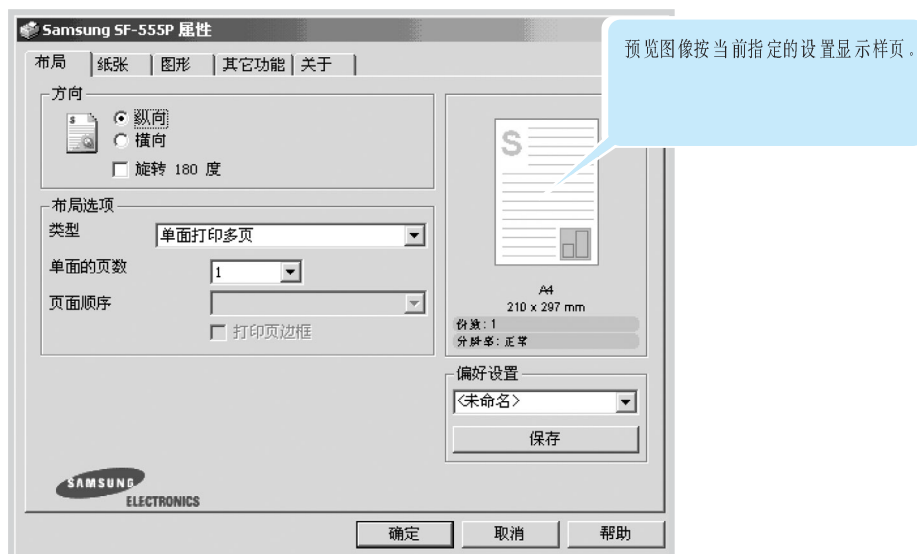 Samsung SF-555P 属性
预览图像按当前指定的设置显示样页。
布局 纸张 图形 其它功能 关于
方向
纵向
横向
旋转 180 度
S
S
布局选项
类型 单面打印多页
单面的页数 1
页面顺序
打印页边框
A4
210 x 297 mm
份数: 1
分辨率: 正常
偏好设置
<未命名>
保存
SAMSUNG
ELECTRONICS
确定 取消 帮助